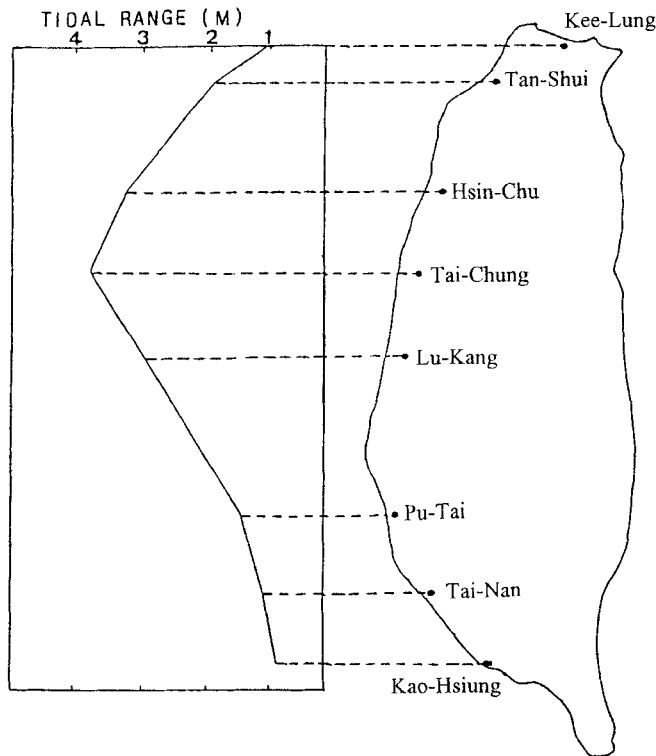 TIDAL RANGE (M)
4 3 2 1
Kee-Lung
Tan-Shui
Hsin-Chu
Tai-Chung
Lu-Kang
Pu-Tai
Tai-Nan
Kao-Hsiung